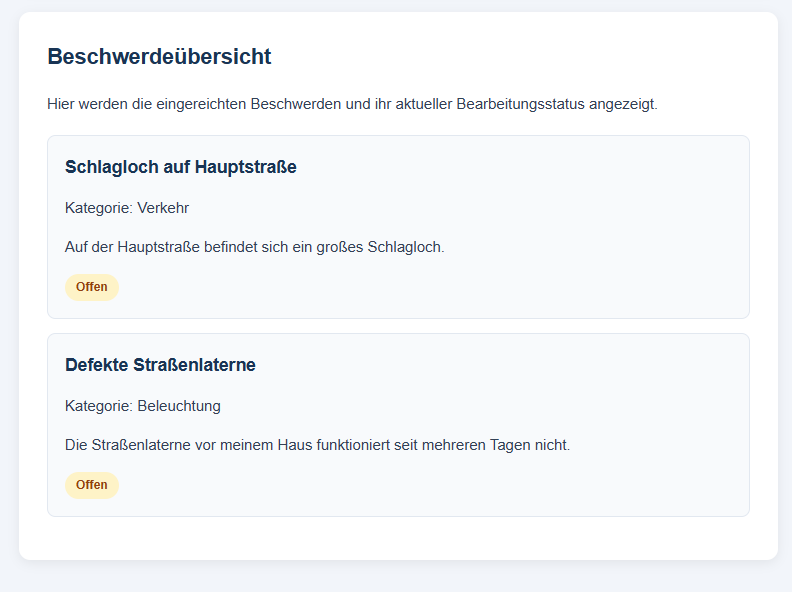 Beschwerdeübersicht
Hier werden die eingereichten Beschwerden und ihr aktueller Bearbeitungsstatus angezeigt.
Schlagloch auf Hauptstraße
Kategorie: Verkehr
Auf der Hauptstraße befindet sich ein großes Schlagloch.
Offen
Defekte Straßenlaterne
Kategorie: Beleuchtung
Die Straßenlaterne vor meinem Haus funktioniert seit mehreren Tagen nicht.
Offen